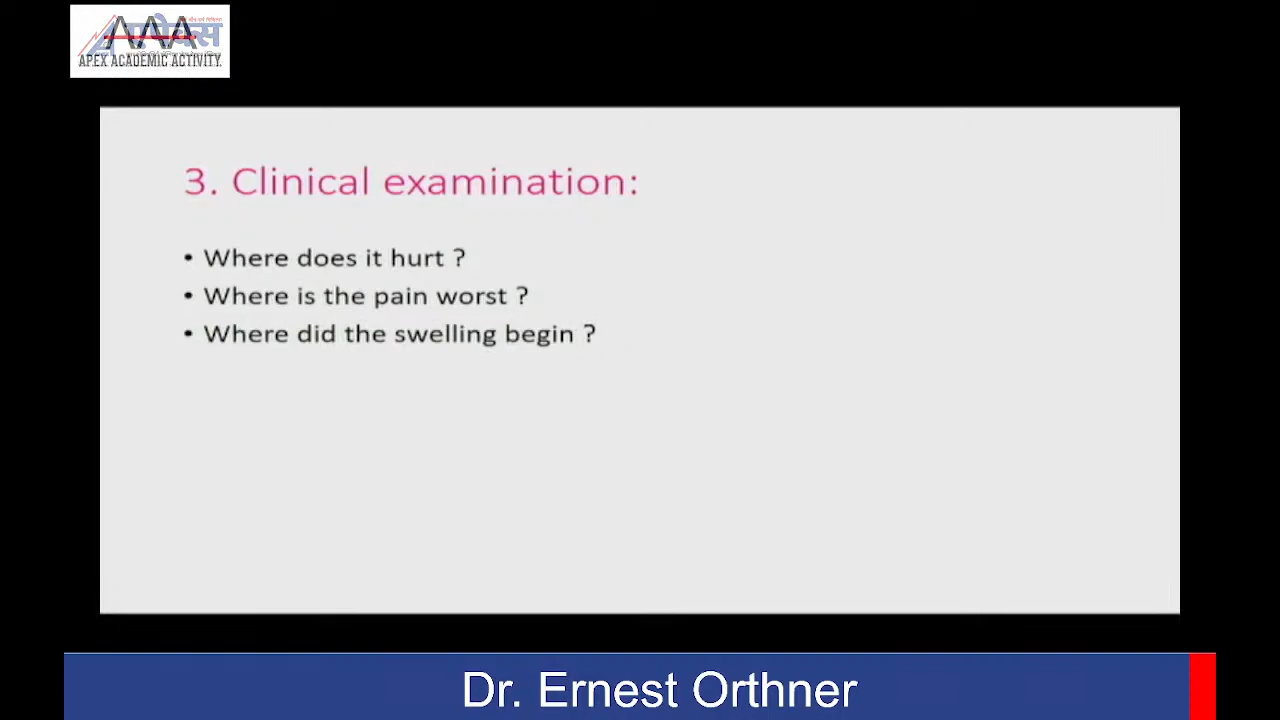 AAA
APEX ACADEMIC ACTIVITY
3. Clinical examination:
• Where does it hurt ?
• Where is the pain worst ?
• Where did the swelling begin ?
Dr. Ernest Orthner